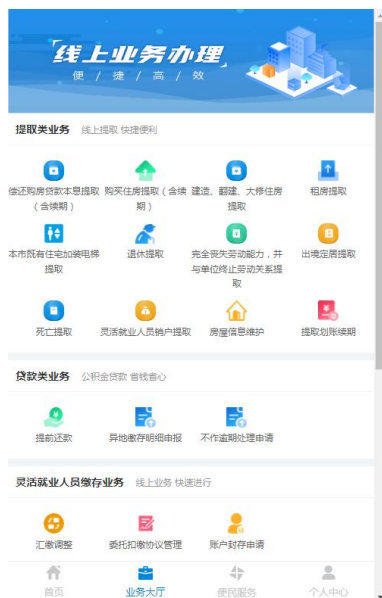 线上业务办理
便 / 捷 / 高 / 效
提取类业务 线上提取 快捷便利
偿还购房贷款本息提取 购买住房提取（含续 建造、翻建、大修住房 租房提取
（含续期） 期） 提取
本市既有住宅加装电梯 退休提取 完全丧失劳动能力，并 出境定居提取
提取 与单位终止劳动关系提
取
死亡提取 灵活就业人员销户提取 房屋信息维护 提取划账续期
贷款类业务 公积金贷款 省钱省心
提前还款 异地缴存明细申报 不作逾期处理申请
灵活就业人员缴存业务 线上业务 快速进行
汇缴调整 委托扣缴协议管理 账户封存申请
首页 业务大厅 便民服务 个人中心